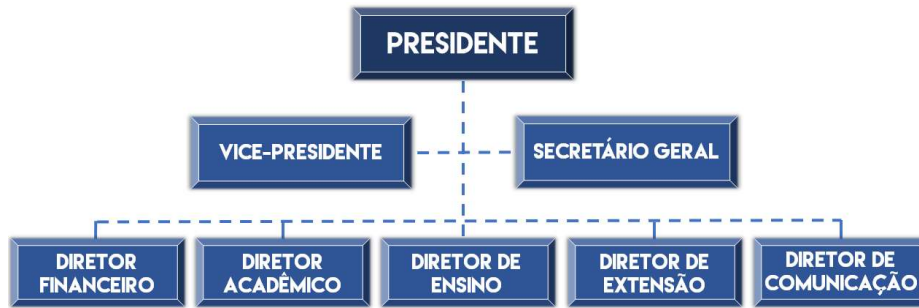 PRESIDENTE
VICE-PRESIDENTE
SECRETÁRIO GERAL
DIRETOR
FINANCEIRO
DIRETOR
ACADÊMICO
DIRETOR DE
ENSINO
DIRETOR DE
EXTENSÃO
DIRETOR DE
COMUNICAÇÃO